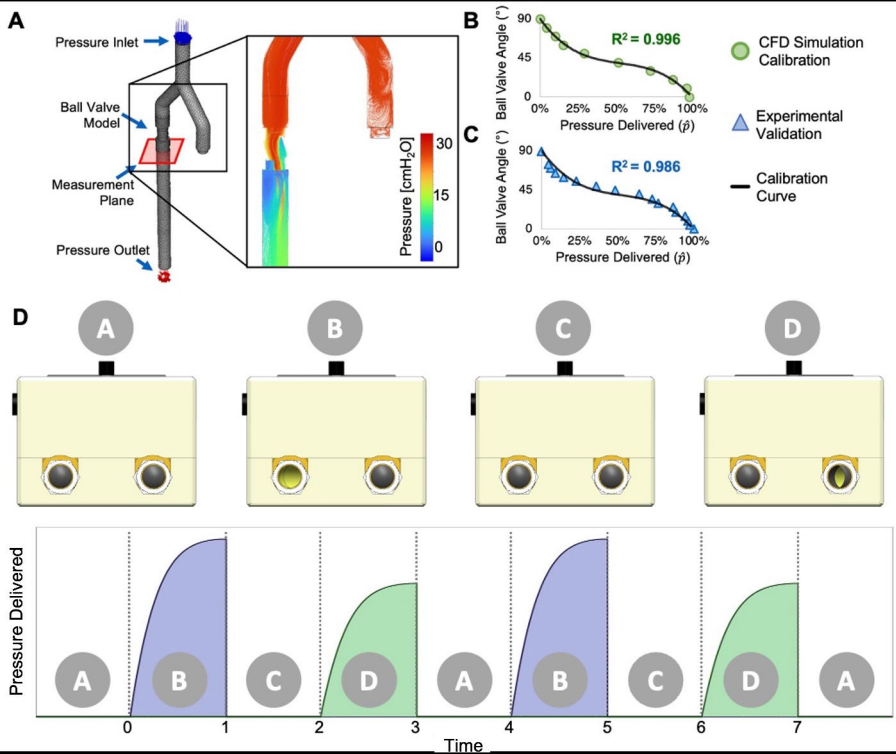 A
Pressure Inlet
Ball Valve
Model
Measurement
Plane
Pressure Outlet
Pressure [cmH₂O]
30
15
0
B
Ball Valve Angle (°)
90
45
0
R² = 0.996
0% 25% 50% 75% 100%
Pressure Delivered (p̂)
C
Ball Valve Angle (°)
90
45
0
R² = 0.986
0% 25% 50% 75% 100%
Pressure Delivered (p̂)
CFD Simulation
Calibration
Experimental
Validation
Calibration
Curve
D
A B C D
Pressure Delivered
A B C D A B C D A
0 1 2 3 4 5 6 7
Time